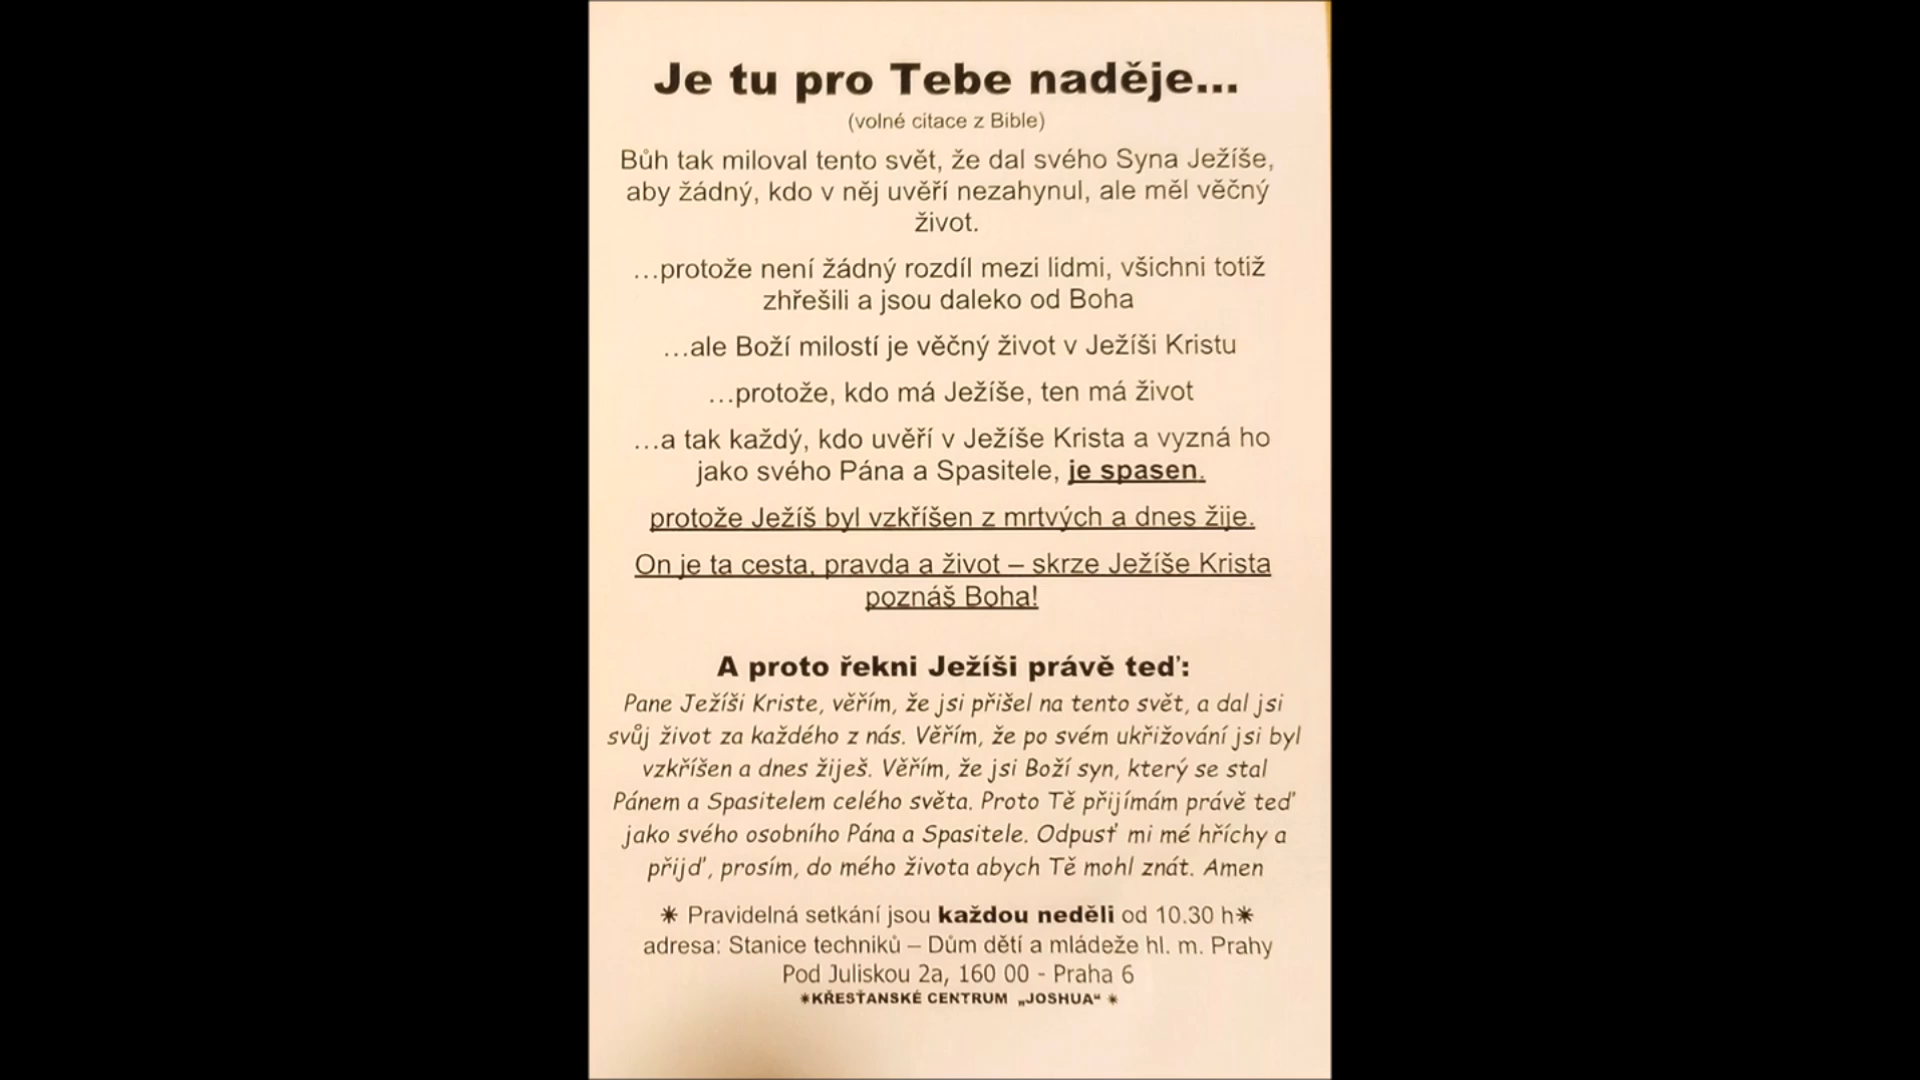 Je tu pro Tebe naděje...
(volné citace z Bible)
Bůh tak miloval tento svět, že dal svého Syna Ježíše,
aby žádný, kdo v něj uvěří nezahynul, ale měl věčný
život.
…protože není žádný rozdíl mezi lidmi, všichni totiž
zhřešili a jsou daleko od Boha
…ale Boží milostí je věčný život v Ježíši Kristu
…protože, kdo má Ježíše, ten má život
…a tak každý, kdo uvěří v Ježíše Krista a vyzná ho
jako svého Pána a Spasitele, je spasen.
protože Ježíš byl vzkříšen z mrtvých a dnes žije.
On je ta cesta, pravda a život – skrze Ježíše Krista
poznáš Boha!
A proto řekni Ježíši právě teď:
Pane Ježíši Kriste, věřím, že jsi přišel na tento svět, a dal jsi
svůj život za každého z nás. Věřím, že po svém ukřižování jsi byl
vzkříšen a dnes žiješ. Věřím, že jsi Boží syn, který se stal
Pánem a Spasitelem celého světa. Proto Tě přijímám právě teď
jako svého osobního Pána a Spasitele. Odpusť mi mé hříchy a
přijď, prosím, do mého života abych Tě mohl znát. Amen
✷ Pravidelná setkání jsou každou neděli od 10.30 h✷
adresa: Stanice techniků – Dům dětí a mládeže hl. m. Prahy
Pod Juliskou 2a, 160 00 - Praha 6
✷KŘESŤANSKÉ CENTRUM „JOSHUA“ ✷